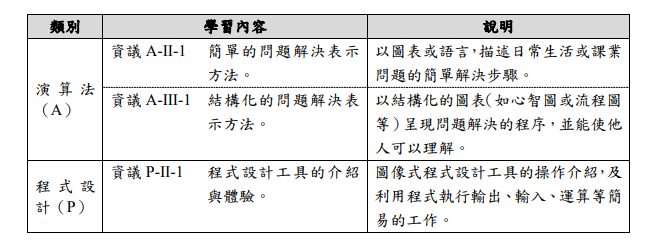 類別 學習內容 說明
演算法
（A）
資議 A-II-1 簡單的問題解決表示
方法。
以圖表或語言，描述日常生活或課業
問題的簡單解決步驟。
資議 A-III-1 結構化的問題解決表
示方法。
以結構化的圖表（如心智圖或流程圖
等）呈現問題解決的程序，並能使他
人可以理解。
程式設
計（P）
資議 P-II-1 程式設計工具的介紹
與體驗。
圖像式程式設計工具的操作介紹，及
利用程式執行輸出、輸入、運算等簡
易的工作。